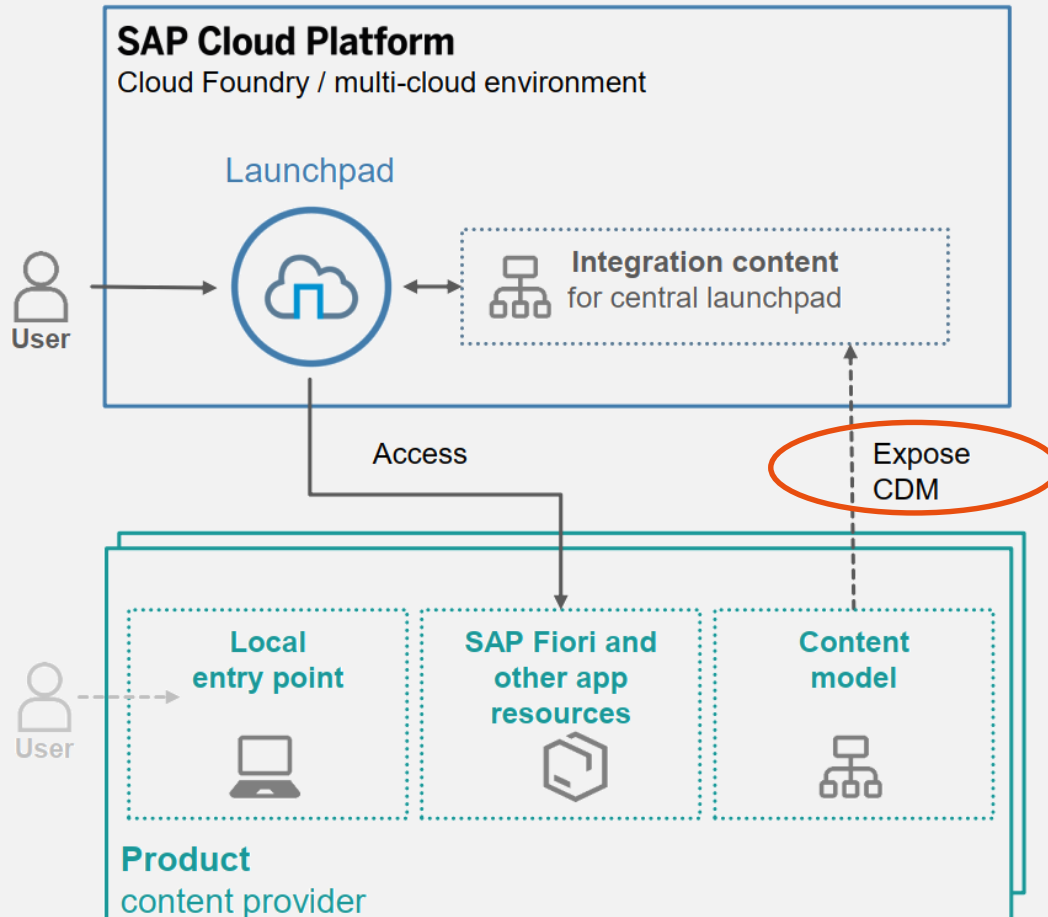 SAP Cloud Platform
Cloud Foundry / multi-cloud environment
Launchpad
Integration content
for central launchpad
User
Access
Expose
CDM
Local
entry point
SAP Fiori and
other app
resources
Content
model
User
Product
content provider